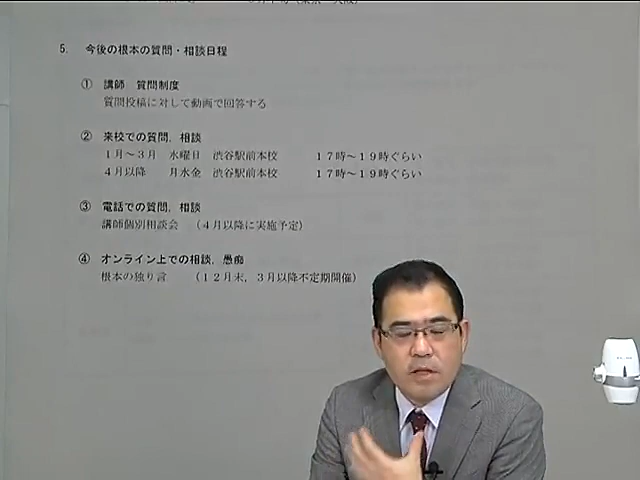 5. 今後の根本の質問・相談日程
① 講師 質問制度
質問投稿に対して動画で回答する
② 来校での質問，相談
１月～３月 水曜日 渋谷駅前本校 １７時～１９時ぐらい
４月以降 月水金 渋谷駅前本校 １７時～１９時ぐらい
③ 電話での質問，相談
講師個別相談会 （４月以降に実施予定）
④ オンライン上での相談，愚痴
根本の独り言 （１２月末，３月以降不定期開催）